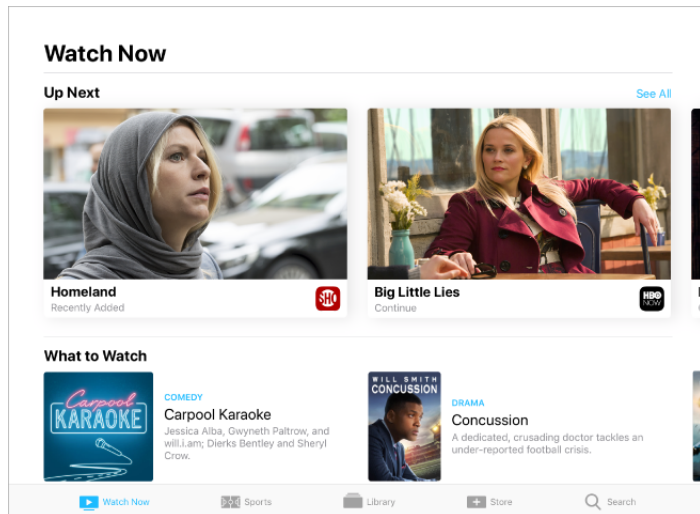 Watch Now
Up Next
See All
Homeland
Recently Added
SHO
Big Little Lies
Continue
HBO
NOW
What to Watch
Carpool
KARAOKE
COMEDY
Carpool Karaoke
Jessica Alba, Gwyneth Paltrow, and
will.i.am; Dierks Bentley and Sheryl
Crow.
WILL SMITH
CONCUSSION
DRAMA
Concussion
A dedicated, crusading doctor tackles an
under-reported football crisis.
Watch Now
Sports
Library
Store
Search